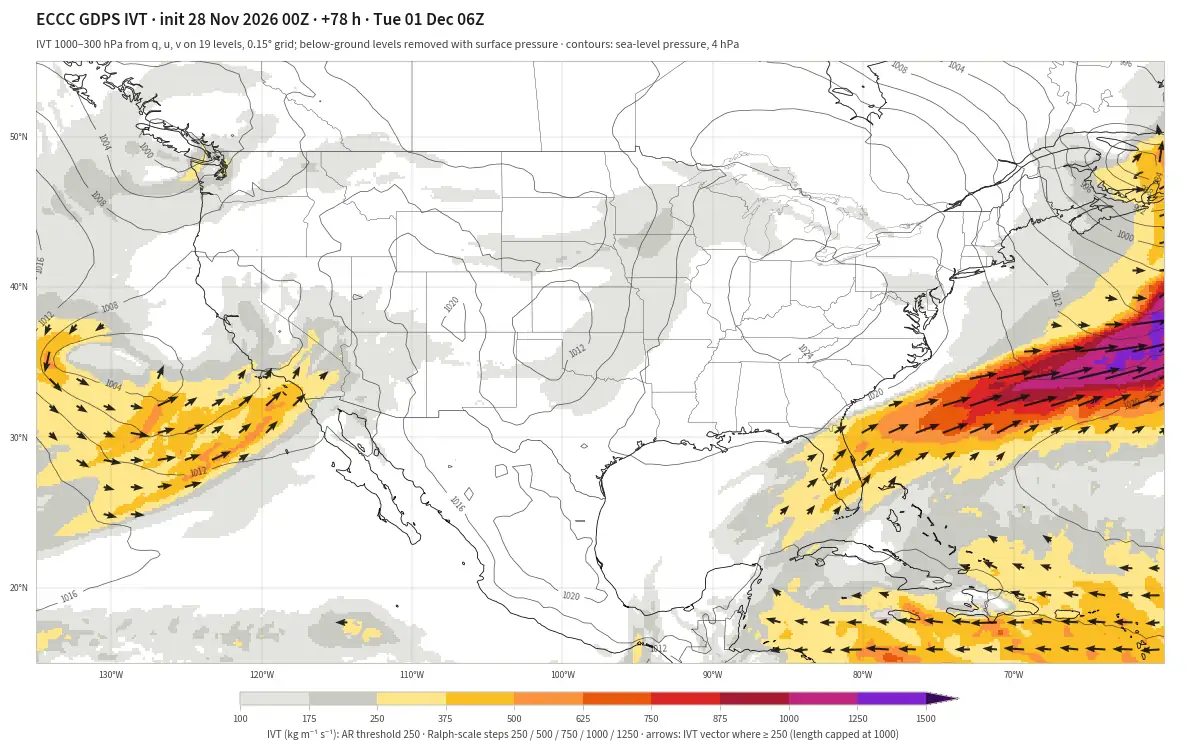 ECCC GDPS IVT · init 28 Nov 2026 00Z · +78 h · Tue 01 Dec 06Z
IVT 1000–300 hPa from q, u, v on 19 levels, 0.15° grid; below-ground levels removed with surface pressure · contours: sea-level pressure, 4 hPa
1008
1004
996
50°N
1004
1000
1008
996
1000
1016
40°N
1012
1008
1020
1012
1012
1004
1024
1020
30°N
1012
1016
20°N
1016
1020
1012
130°W
120°W
110°W
100°W
90°W
80°W
70°W
100
175
250
375
500
625
750
875
1000
1250
1500
IVT (kg m⁻¹ s⁻¹): AR threshold 250 · Ralph-scale steps 250 / 500 / 750 / 1000 / 1250 · arrows: IVT vector where ≥ 250 (length capped at 1000)